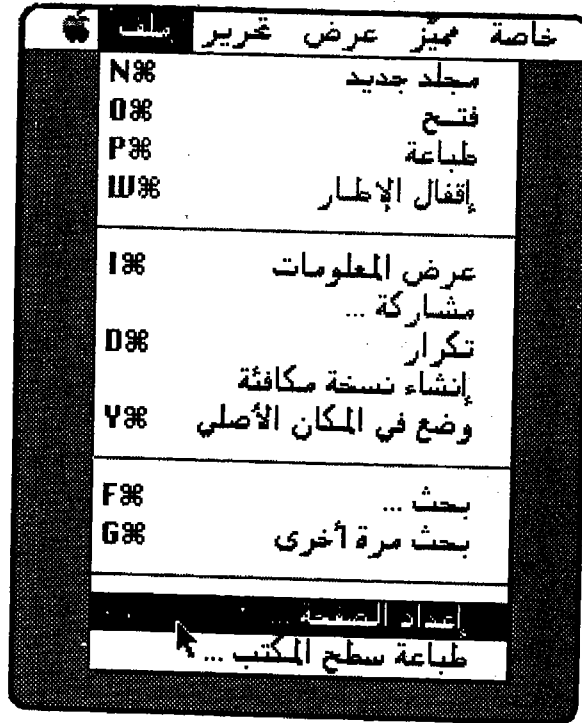 خاصة مميّز عرض تحرير ملف
مجلد جديد N⌘
فتح O⌘
طباعة P⌘
إقفال الإطار W⌘
عرض المعلومات I⌘
مشاركة ...
تكرار D⌘
إنشاء نسخة مكافئة
وضع في المكان الأصلي Y⌘
بحث ... F⌘
بحث مرة أخرى G⌘
إعداد الصفحة ...
طباعة سطح المكتب ...